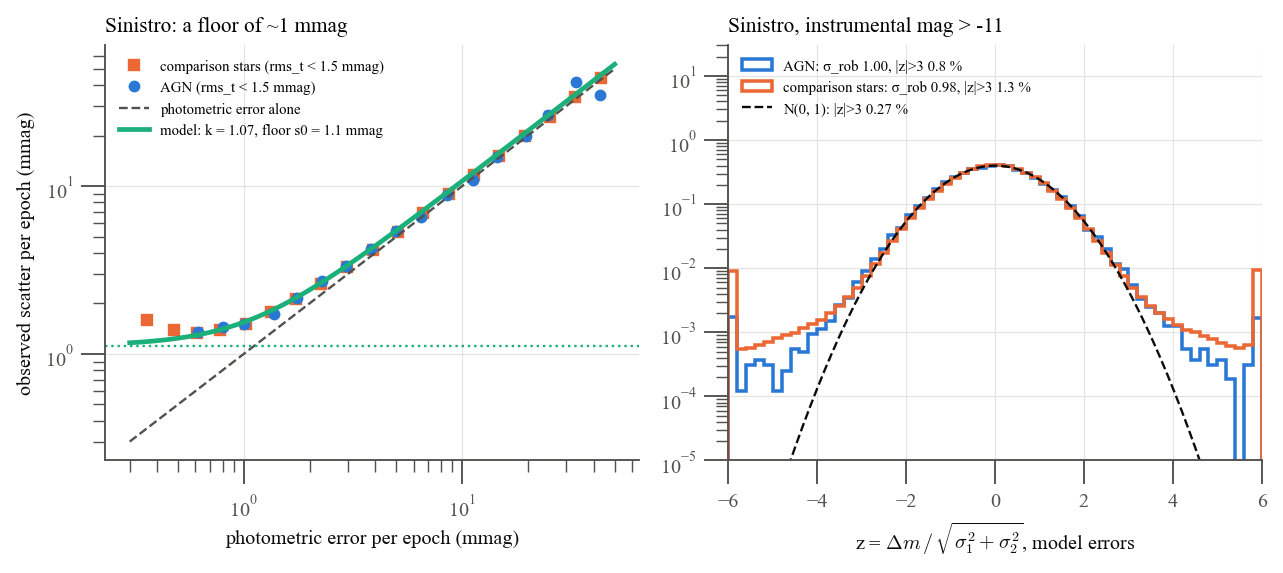 Sinistro: a floor of ~1 mmag
comparison stars (rms_t < 1.5 mmag)
AGN (rms_t < 1.5 mmag)
photometric error alone
model: k = 1.07, floor s0 = 1.1 mmag
observed scatter per epoch (mmag)
10^1
10^0
10^0 10^1
photometric error per epoch (mmag)
Sinistro, instrumental mag > -11
AGN: σ_rob 1.00, |z|>3 0.8 %
comparison stars: σ_rob 0.98, |z|>3 1.3 %
N(0, 1): |z|>3 0.27 %
10^1
10^0
10^−1
10^−2
10^−3
10^−4
10^−5
−6 −4 −2 0 2 4 6
z = Δm / √(σ₁² + σ₂²), model errors